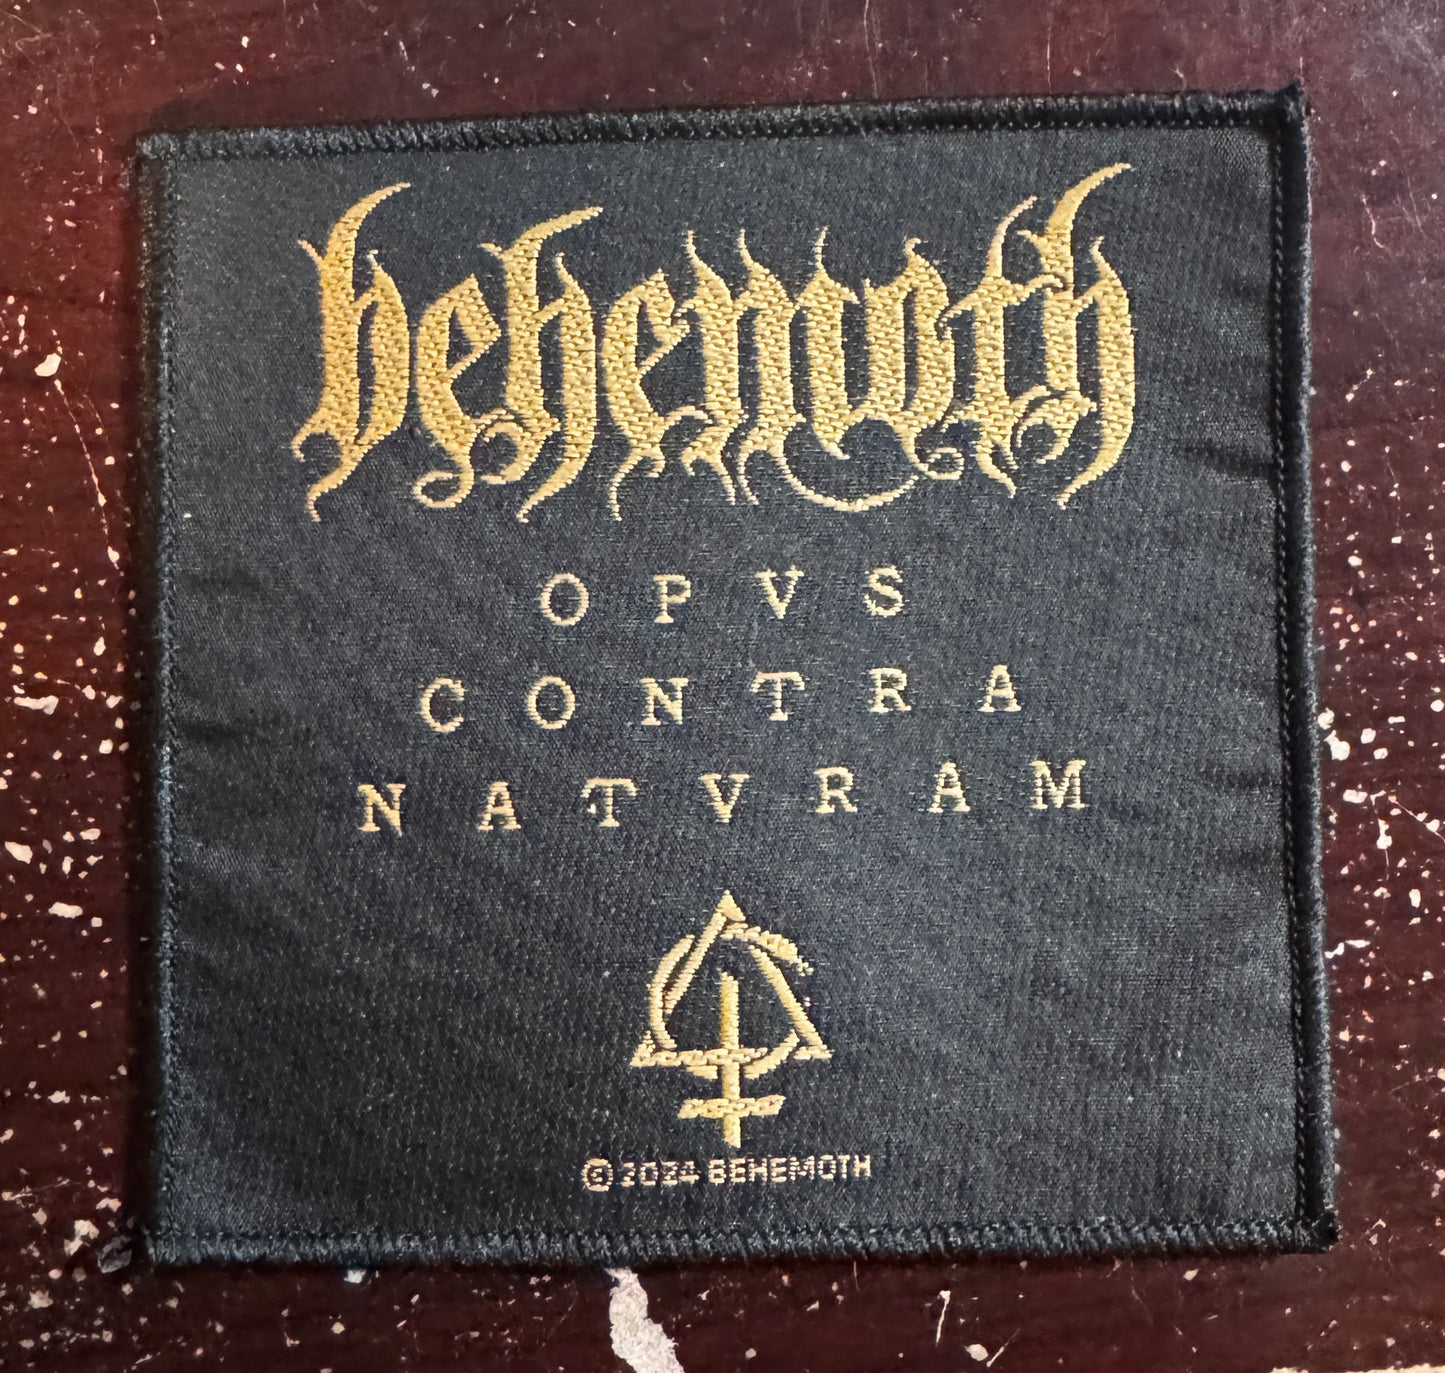 behemoth
OPVS
CONTRA
NATVRAM
© 2024 BEHEMOTH